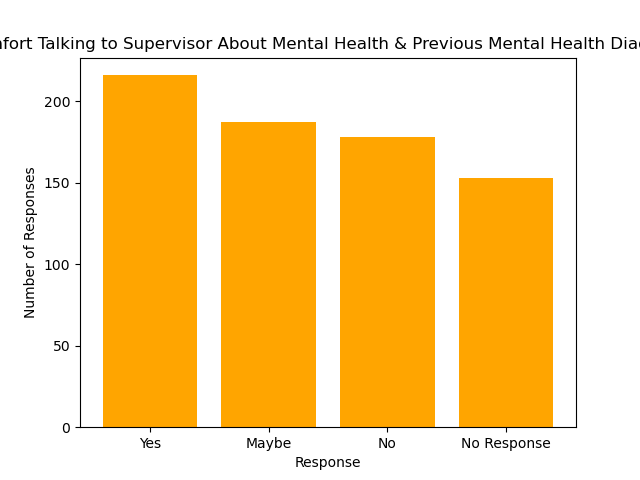 fort Talking to Supervisor About Mental Health & Previous Mental Health Diag
200
150
100
50
0
Number of Responses
Yes
Maybe
No
No Response
Response